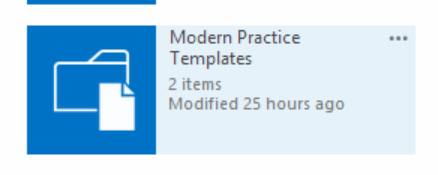 Modern Practice
Templates
2 items
Modified 25 hours ago